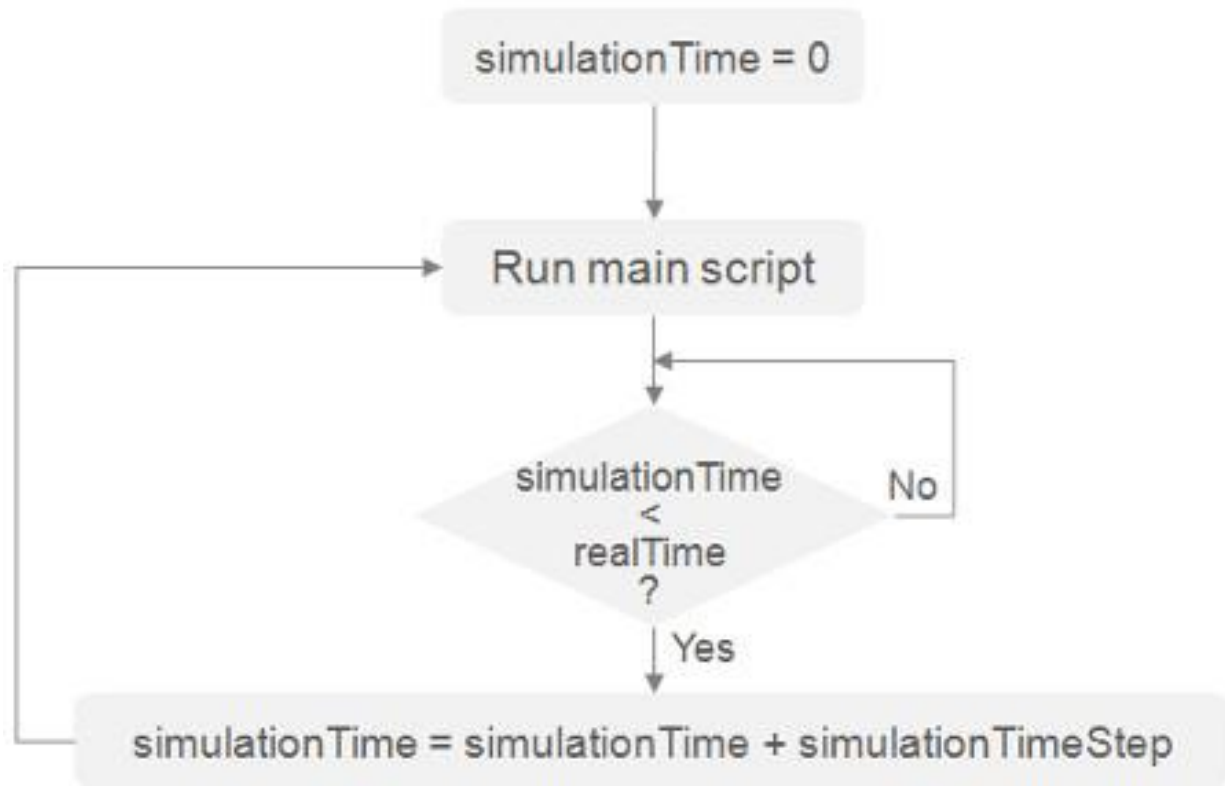 simulationTime = 0
Run main script
simulationTime
<
realTime
?
No
Yes
simulationTime = simulationTime + simulationTimeStep